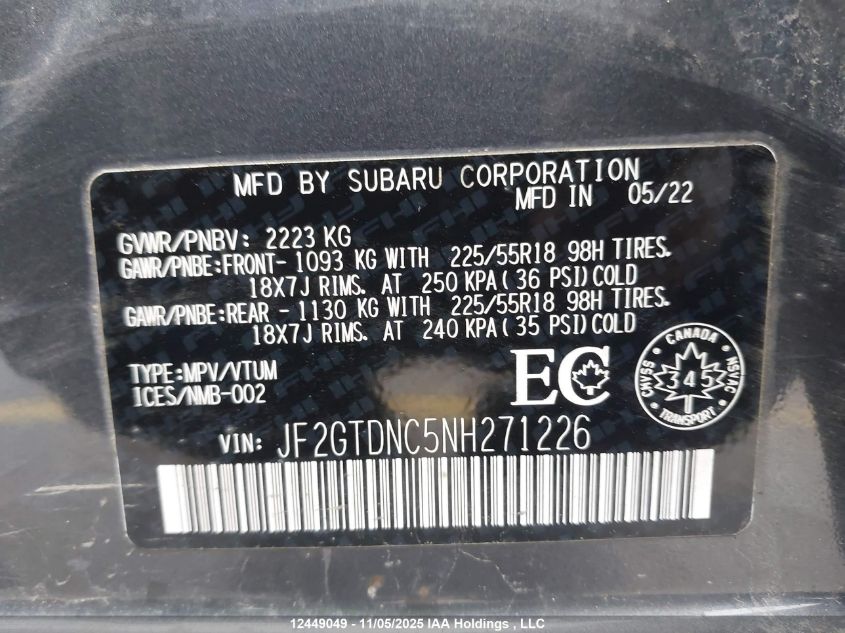 MFD BY SUBARU CORPORATION
MFD IN 05/22
GVWR/PNBV: 2223 KG
GAWR/PNBE:FRONT- 1093 KG WITH 225/55R18 98H TIRES.
18X7J RIMS. AT 250 KPA( 36 PSI)COLD
GAWR/PNBE:REAR - 1130 KG WITH 225/55R18 98H TIRES.
18X7J RIMS. AT 240 KPA( 35 PSI)COLD
TYPE:MPV/VTUM
ICES/NMB-002
EC
CANADA
CMVSS
345
NSVAC
TRANSPORT
VIN: JF2GTDNC5NH271226
12449049 - 11/05/2025 IAA Holdings , LLC